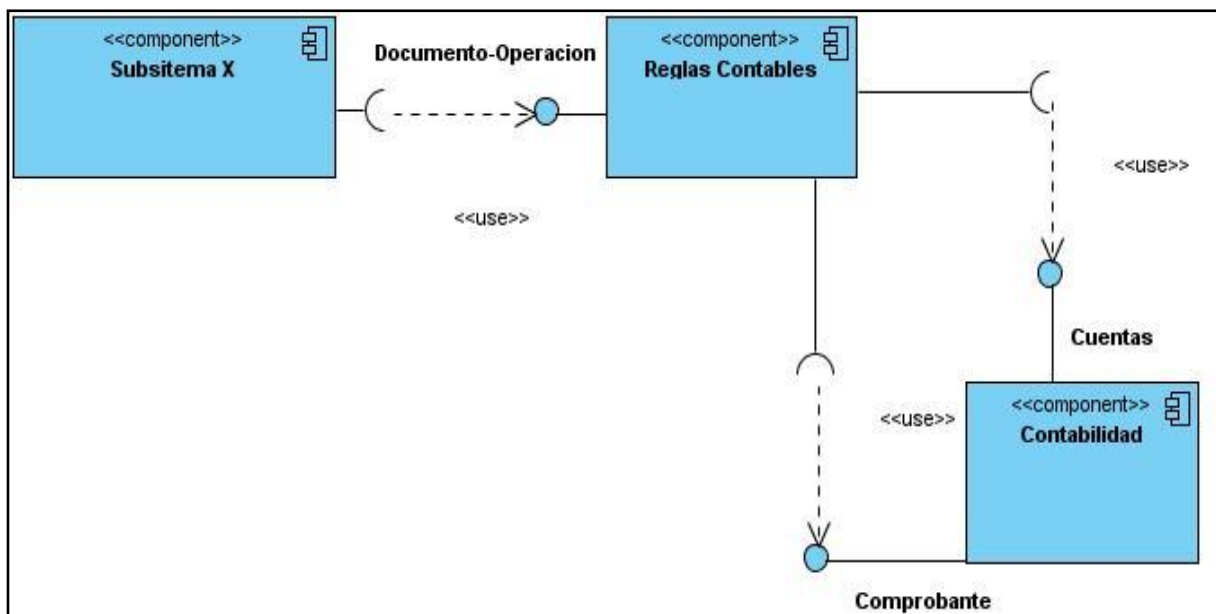 <<component>>
Subsitema X
Documento-Operacion
<<component>>
Reglas Contables
<<use>>
<<use>>
Cuentas
<<component>>
Contabilidad
<<use>>
Comprobante